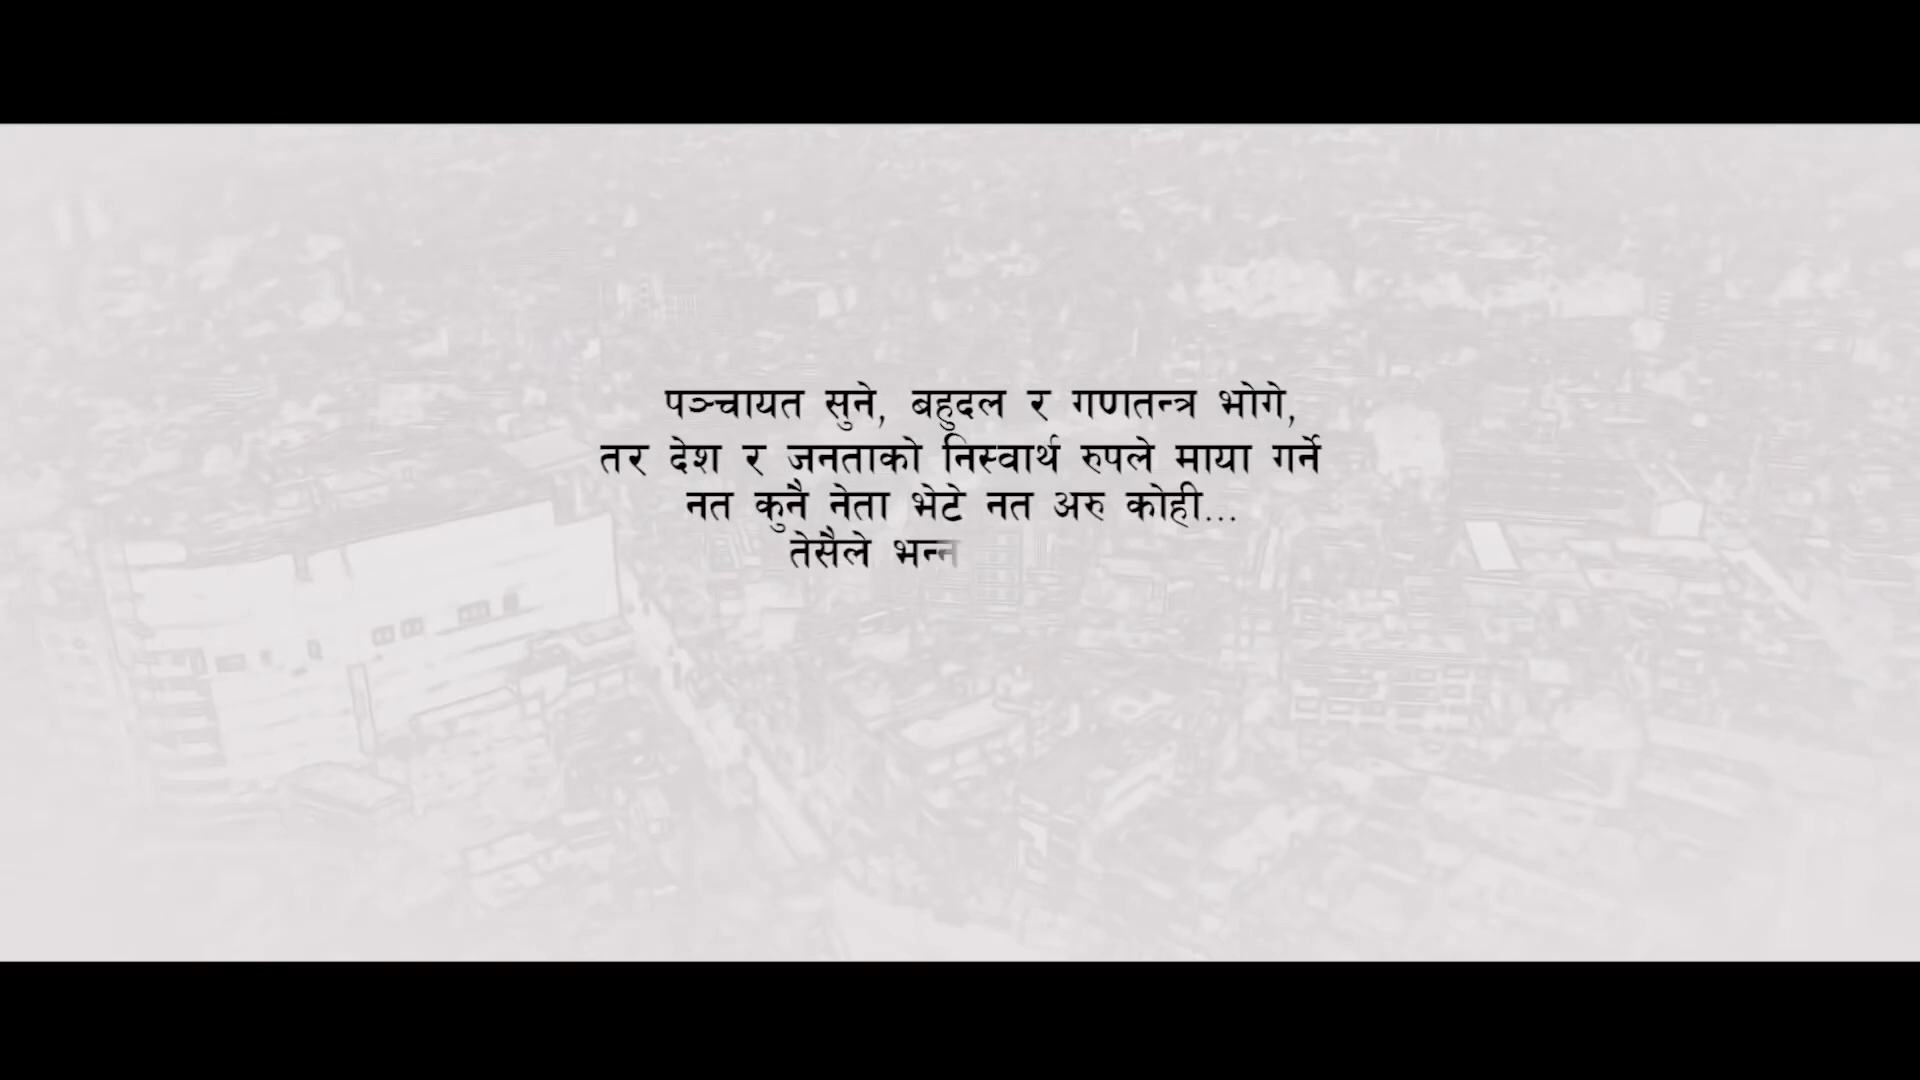 पञ्चायत सुने, बहुदल र गणतन्त्र भोगे,
तर देश र जनताको निस्वार्थ रुपले माया गर्ने
नत कुनै नेता भेटे नत अरु कोही...
तेसैले भन्न